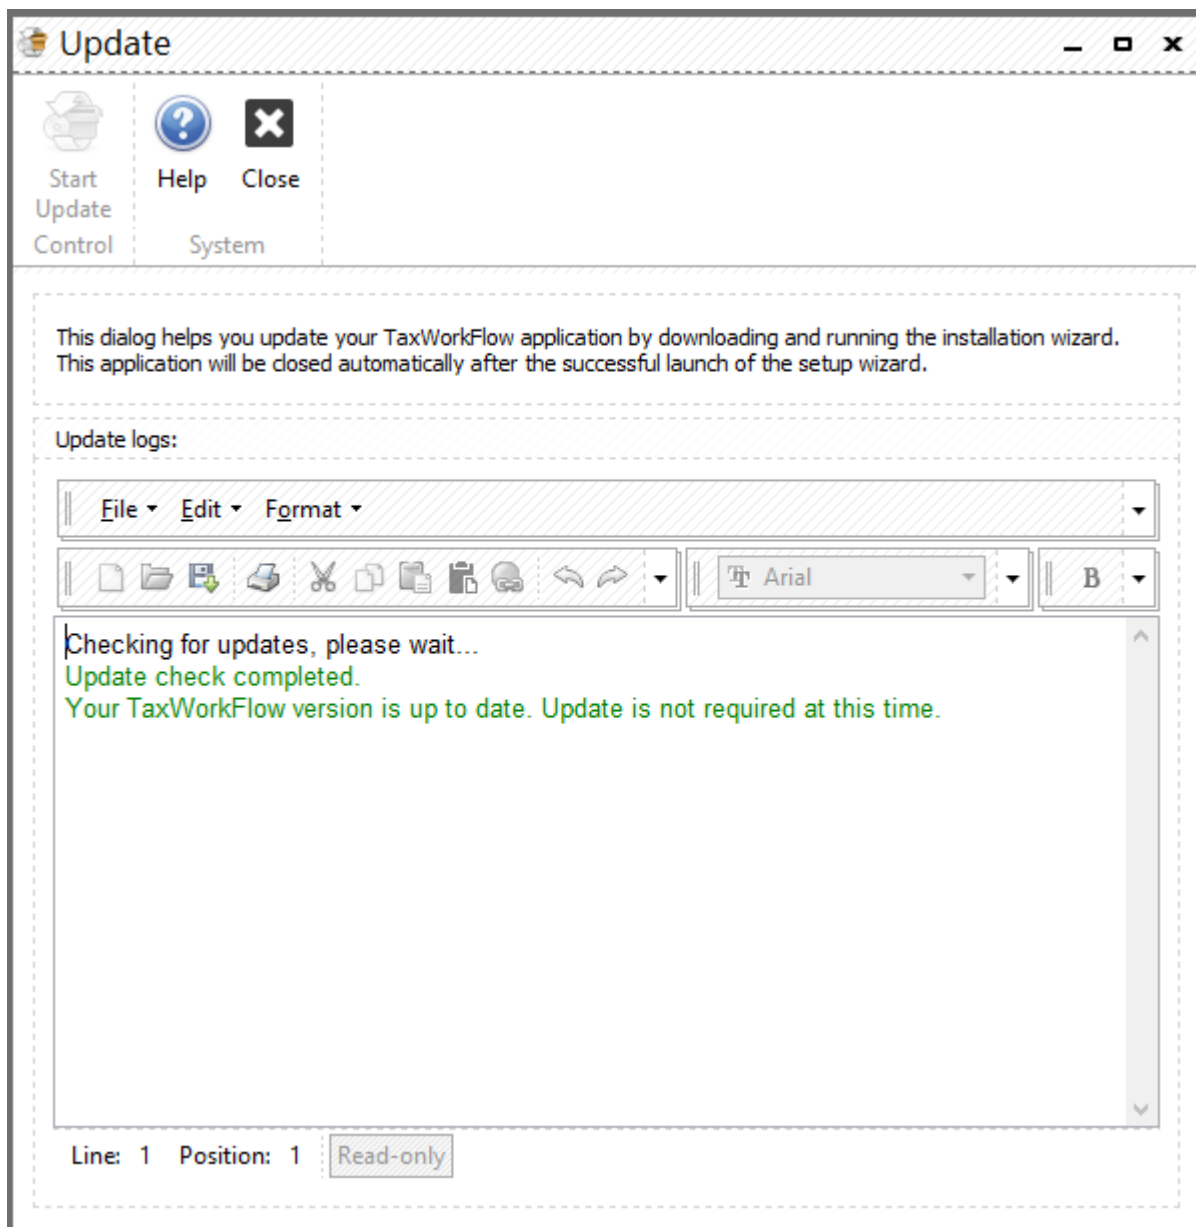 Update
Start
Update
Help
Close
Control
System
This dialog helps you update your TaxWorkFlow application by downloading and running the installation wizard.
This application will be closed automatically after the successful launch of the setup wizard.
Update logs:
File Edit Format
Arial B
Checking for updates, please wait...
Update check completed.
Your TaxWorkFlow version is up to date. Update is not required at this time.
Line: 1 Position: 1 Read-only